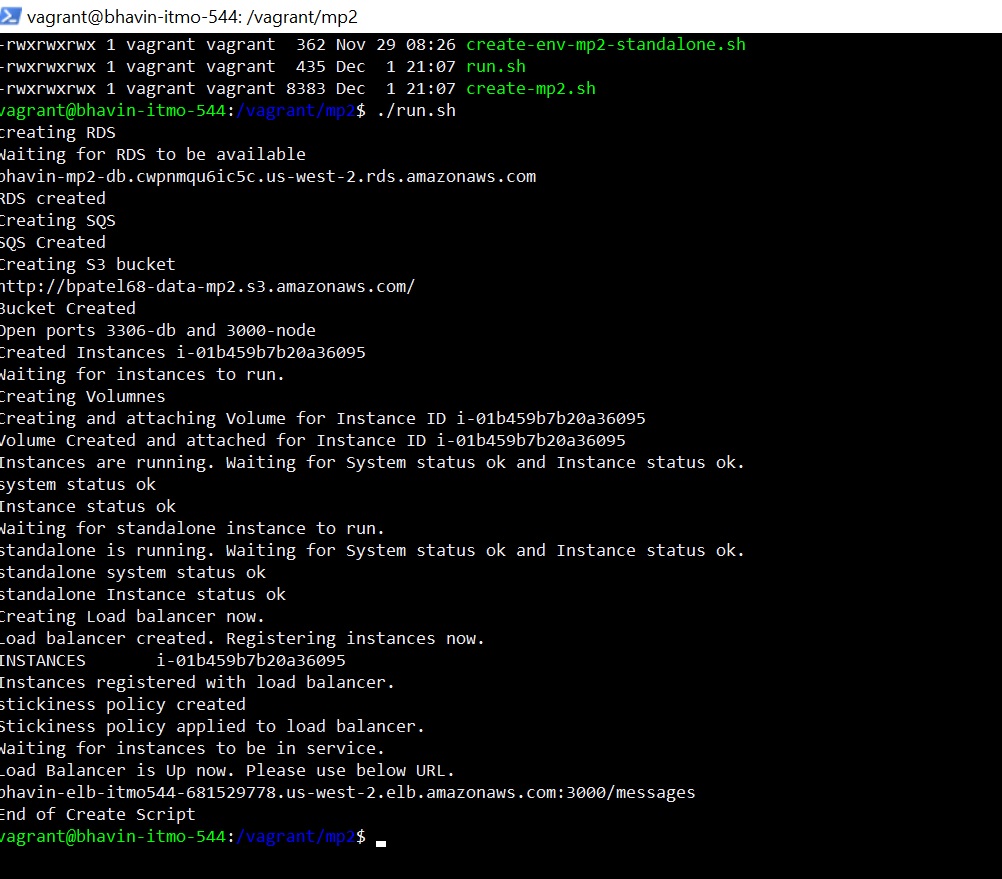 vagrant@bhavin-itmo-544: /vagrant/mp2
-rwxrwxrwx 1 vagrant vagrant  362 Nov 29 08:26 create-env-mp2-standalone.sh
-rwxrwxrwx 1 vagrant vagrant  435 Dec  1 21:07 run.sh
-rwxrwxrwx 1 vagrant vagrant 8383 Dec  1 21:07 create-mp2.sh
vagrant@bhavin-itmo-544:/vagrant/mp2$ ./run.sh
creating RDS
Waiting for RDS to be available
bhavin-mp2-db.cwpnmqu6ic5c.us-west-2.rds.amazonaws.com
RDS created
Creating SQS
SQS Created
Creating S3 bucket
http://bpatel68-data-mp2.s3.amazonaws.com/
Bucket Created
Open ports 3306-db and 3000-node
Created Instances i-01b459b7b20a36095
Waiting for instances to run.
Creating Volumnes
Creating and attaching Volume for Instance ID i-01b459b7b20a36095
Volume Created and attached for Instance ID i-01b459b7b20a36095
Instances are running. Waiting for System status ok and Instance status ok.
system status ok
Instance status ok
Waiting for standalone instance to run.
standalone is running. Waiting for System status ok and Instance status ok.
standalone system status ok
standalone Instance status ok
Creating Load balancer now.
Load balancer created. Registering instances now.
INSTANCES       i-01b459b7b20a36095
Instances registered with load balancer.
stickiness policy created
Stickiness policy applied to load balancer.
Waiting for instances to be in service.
Load Balancer is Up now. Please use below URL.
bhavin-elb-itmo544-681529778.us-west-2.elb.amazonaws.com:3000/messages
End of Create Script
vagrant@bhavin-itmo-544:/vagrant/mp2$